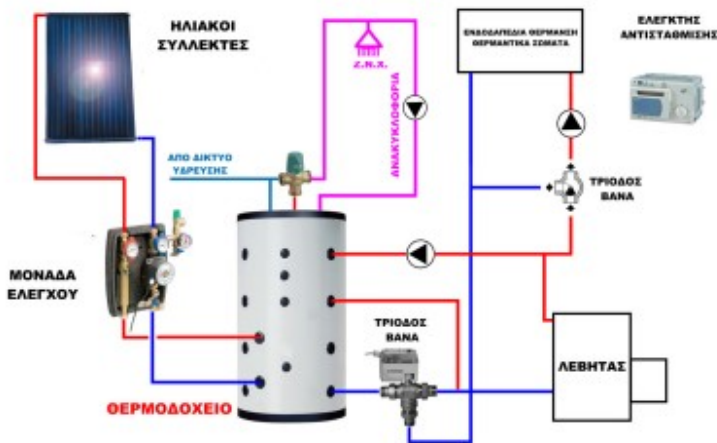 ΗΛΙΑΚΟΙ
ΣΥΛΛΕΚΤΕΣ
Ζ.Ν.Χ.
ΑΝΑΚΥΚΛΟΦΟΡΙΑ
ΕΝΔΟΔΑΠΕΔΙΑ ΘΕΡΜΑΝΣΗ
ΘΕΡΜΑΝΤΙΚΑ ΣΩΜΑΤΑ
ΕΛΕΓΚΤΗΣ
ΑΝΤΙΣΤΑΘΜΙΣΗΣ
ΑΠΟ ΔΙΚΤΥΟ
ΥΔΡΕΥΣΗΣ
ΤΡΙΟΔΟΣ
ΒΑΝΑ
ΜΟΝΑΔΑ
ΕΛΕΓΧΟΥ
ΤΡΙΟΔΟΣ
ΒΑΝΑ
ΛΕΒΗΤΑΣ
ΘΕΡΜΟΔΟΧΕΙΟ